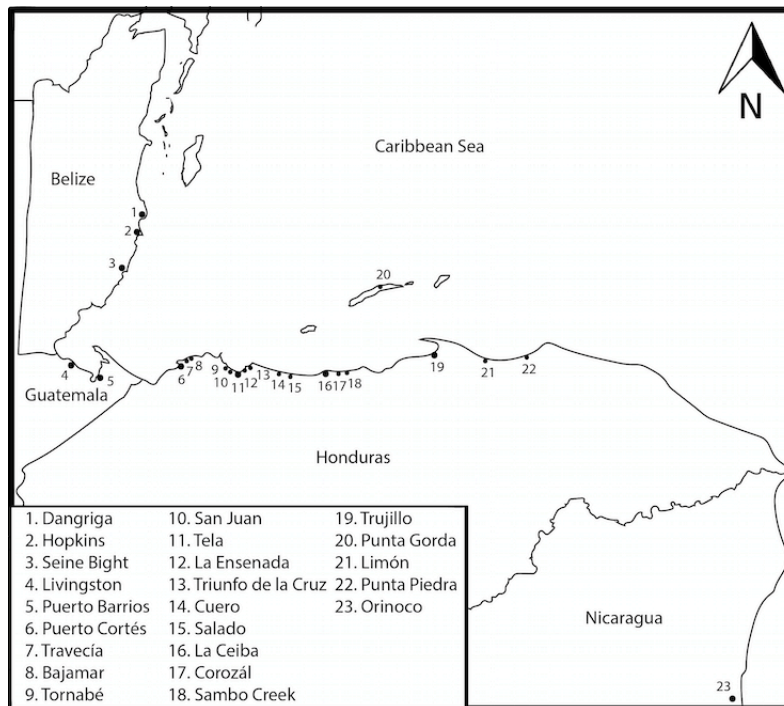 N
Caribbean Sea
Belize
1
2
3
20
4
5
6
7
8
9
10
11
12
13
14
15
16
17
18
19
21
22
Guatemala
Honduras
Nicaragua
23
1. Dangriga
2. Hopkins
3. Seine Bight
4. Livingston
5. Puerto Barrios
6. Puerto Cortés
7. Travecía
8. Bajamar
9. Tornabé
10. San Juan
11. Tela
12. La Ensenada
13. Triunfo de la Cruz
14. Cuero
15. Salado
16. La Ceiba
17. Corozál
18. Sambo Creek
19. Trujillo
20. Punta Gorda
21. Limón
22. Punta Piedra
23. Orinoco